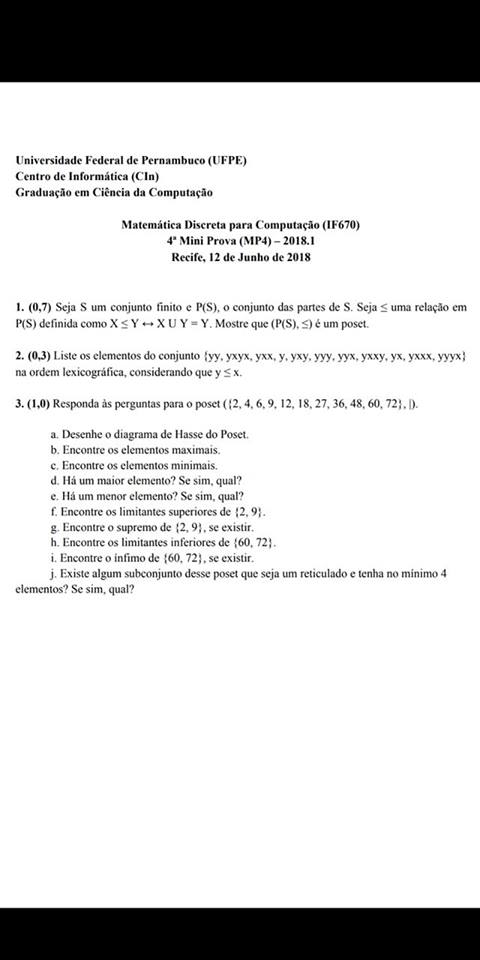 Universidade Federal de Pernambuco (UFPE)
Centro de Informática (CIn)
Graduação em Ciência da Computação
Matemática Discreta para Computação (IF670)
4ª Mini Prova (MP4) – 2018.1
Recife, 12 de Junho de 2018
1. (0,7) Seja S um conjunto finito e P(S), o conjunto das partes de S. Seja ≤ uma relação em
P(S) definida como X ≤ Y ↔ X U Y = Y. Mostre que (P(S), ≤) é um poset.
2. (0,3) Liste os elementos do conjunto {yy, yxyx, yxx, y, yxy, yyy, yyx, yxxy, yx, yxxx, yyyx}
na ordem lexicográfica, considerando que y ≤ x.
3. (1,0) Responda às perguntas para o poset ({2, 4, 6, 9, 12, 18, 27, 36, 48, 60, 72}, |).
a. Desenhe o diagrama de Hasse do Poset.
b. Encontre os elementos maximais.
c. Encontre os elementos minimais.
d. Há um maior elemento? Se sim, qual?
e. Há um menor elemento? Se sim, qual?
f. Encontre os limitantes superiores de {2, 9}.
g. Encontre o supremo de {2, 9}, se existir.
h. Encontre os limitantes inferiores de {60, 72}.
i. Encontre o ínfimo de {60, 72}, se existir.
j. Existe algum subconjunto desse poset que seja um reticulado e tenha no mínimo 4
elementos? Se sim, qual?